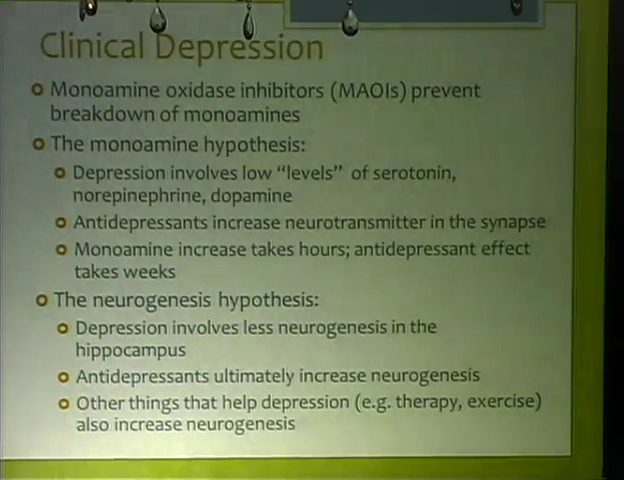 Clinical Depression
Monoamine oxidase inhibitors (MAOIs) prevent
breakdown of monoamines
The monoamine hypothesis:
Depression involves low “levels” of serotonin,
norepinephrine, dopamine
Antidepressants increase neurotransmitter in the synapse
Monoamine increase takes hours; antidepressant effect
takes weeks
The neurogenesis hypothesis:
Depression involves less neurogenesis in the
hippocampus
Antidepressants ultimately increase neurogenesis
Other things that help depression (e.g. therapy, exercise)
also increase neurogenesis